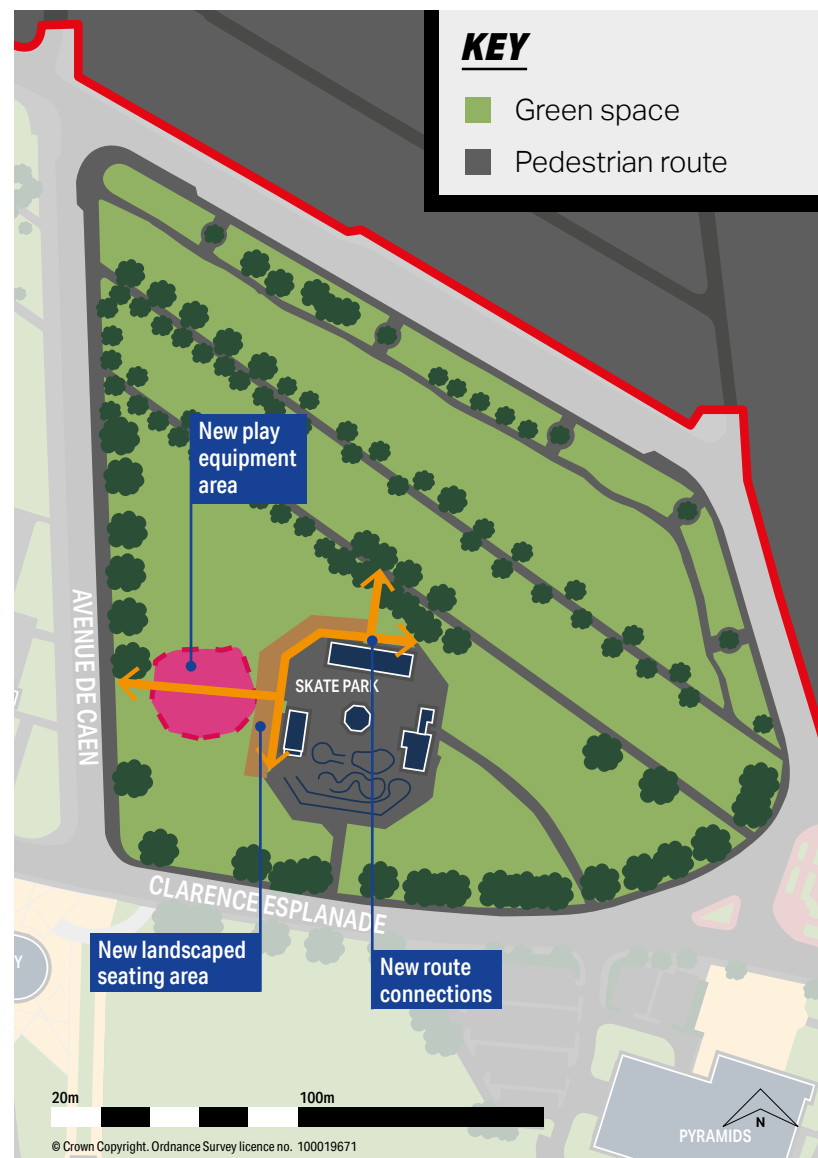 KEY
Green space
Pedestrian route
New play
equipment
area
AVENUE DE CAEN
SKATE PARK
CLARENCE ESPLANADE
New landscaped
seating area
New route
connections
Y
20m
100m
N
PYRAMIDS
© Crown Copyright. Ordnance Survey licence no. 100019671